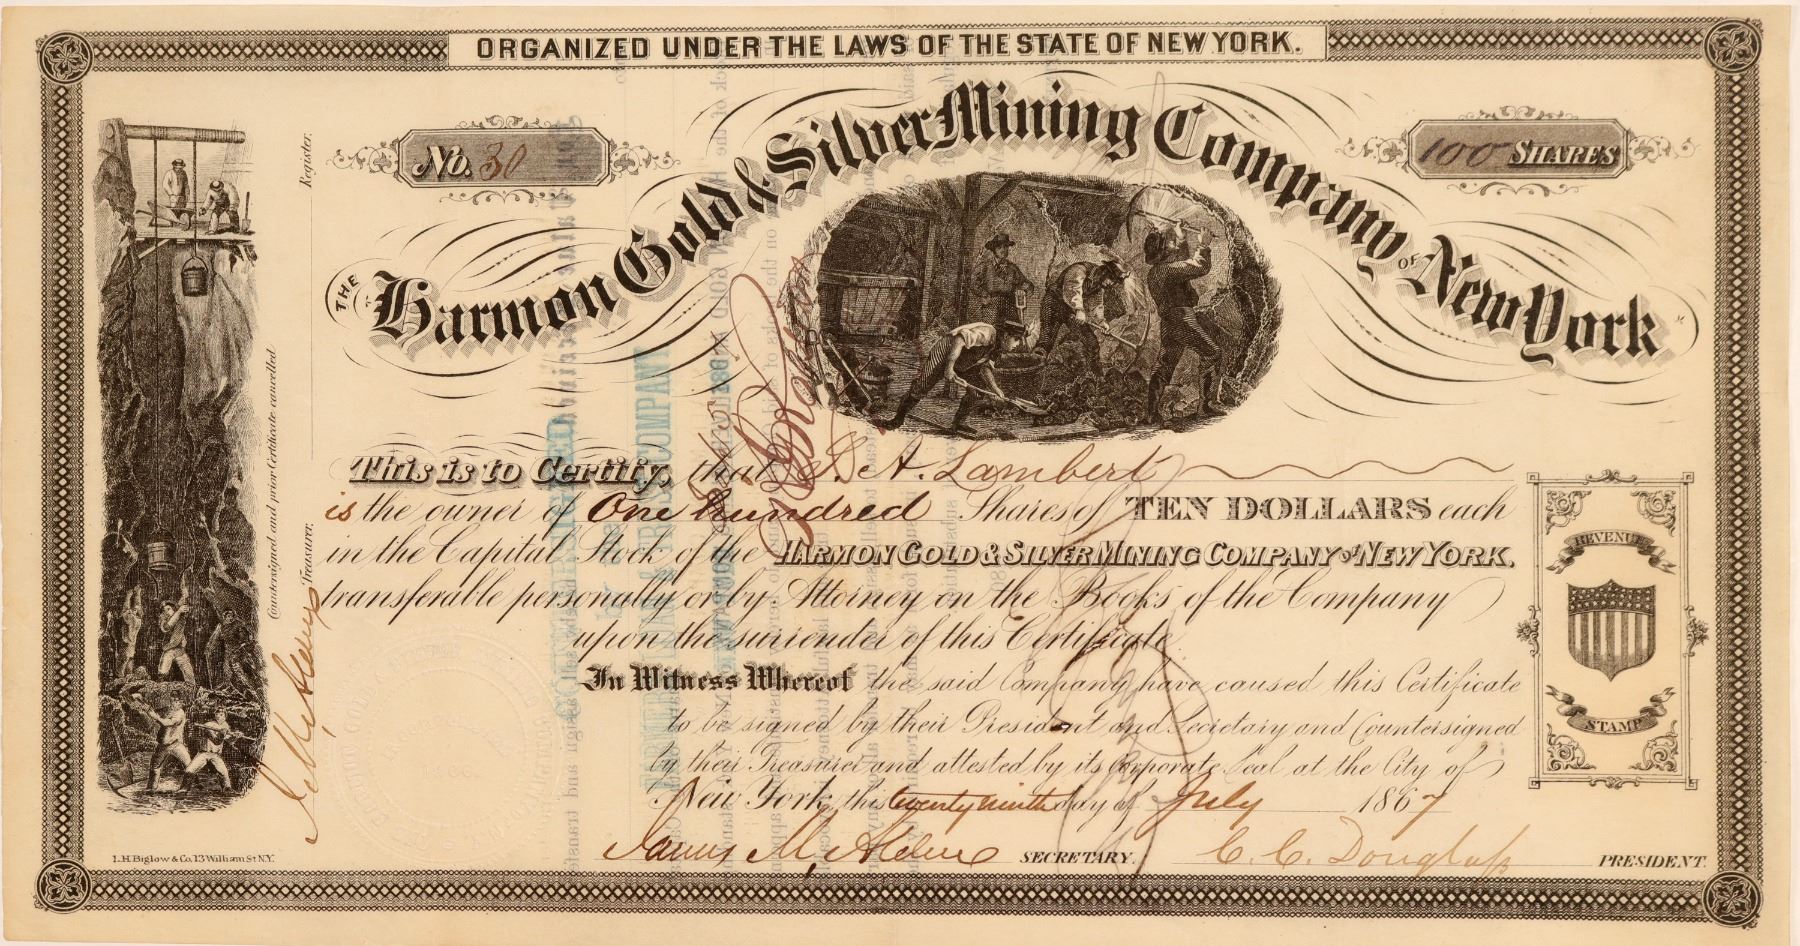 ORGANIZED UNDER THE LAWS OF THE STATE OF NEW YORK.
No. 30
100 SHARES
THE Harmon Gold & Silver Mining Company OF New York
This is to Certify, that A. Lambert
is the owner of One hundred Shares of TEN DOLLARS each
in the Capital Stock of the HARMON GOLD & SILVER MINING COMPANY OF NEW YORK.
transferable personally or by Attorney on the Books of the Company
upon the surrender of this Certificate.
In Witness Whereof the said Company have caused this Certificate
to be signed by their President and Secretary and Countersigned
by their Treasurer and attested by its Corporate Seal at the City of
New York, this twenty ninth day of July 1867
James M. SECRETARY.
C. C. Douglass PRESIDENT.
Register.
Countersigned and prior Certificate cancelled
Treasurer.
REVENUE
STAMP
L.H. Biglow & Co. 13 William St N.Y.